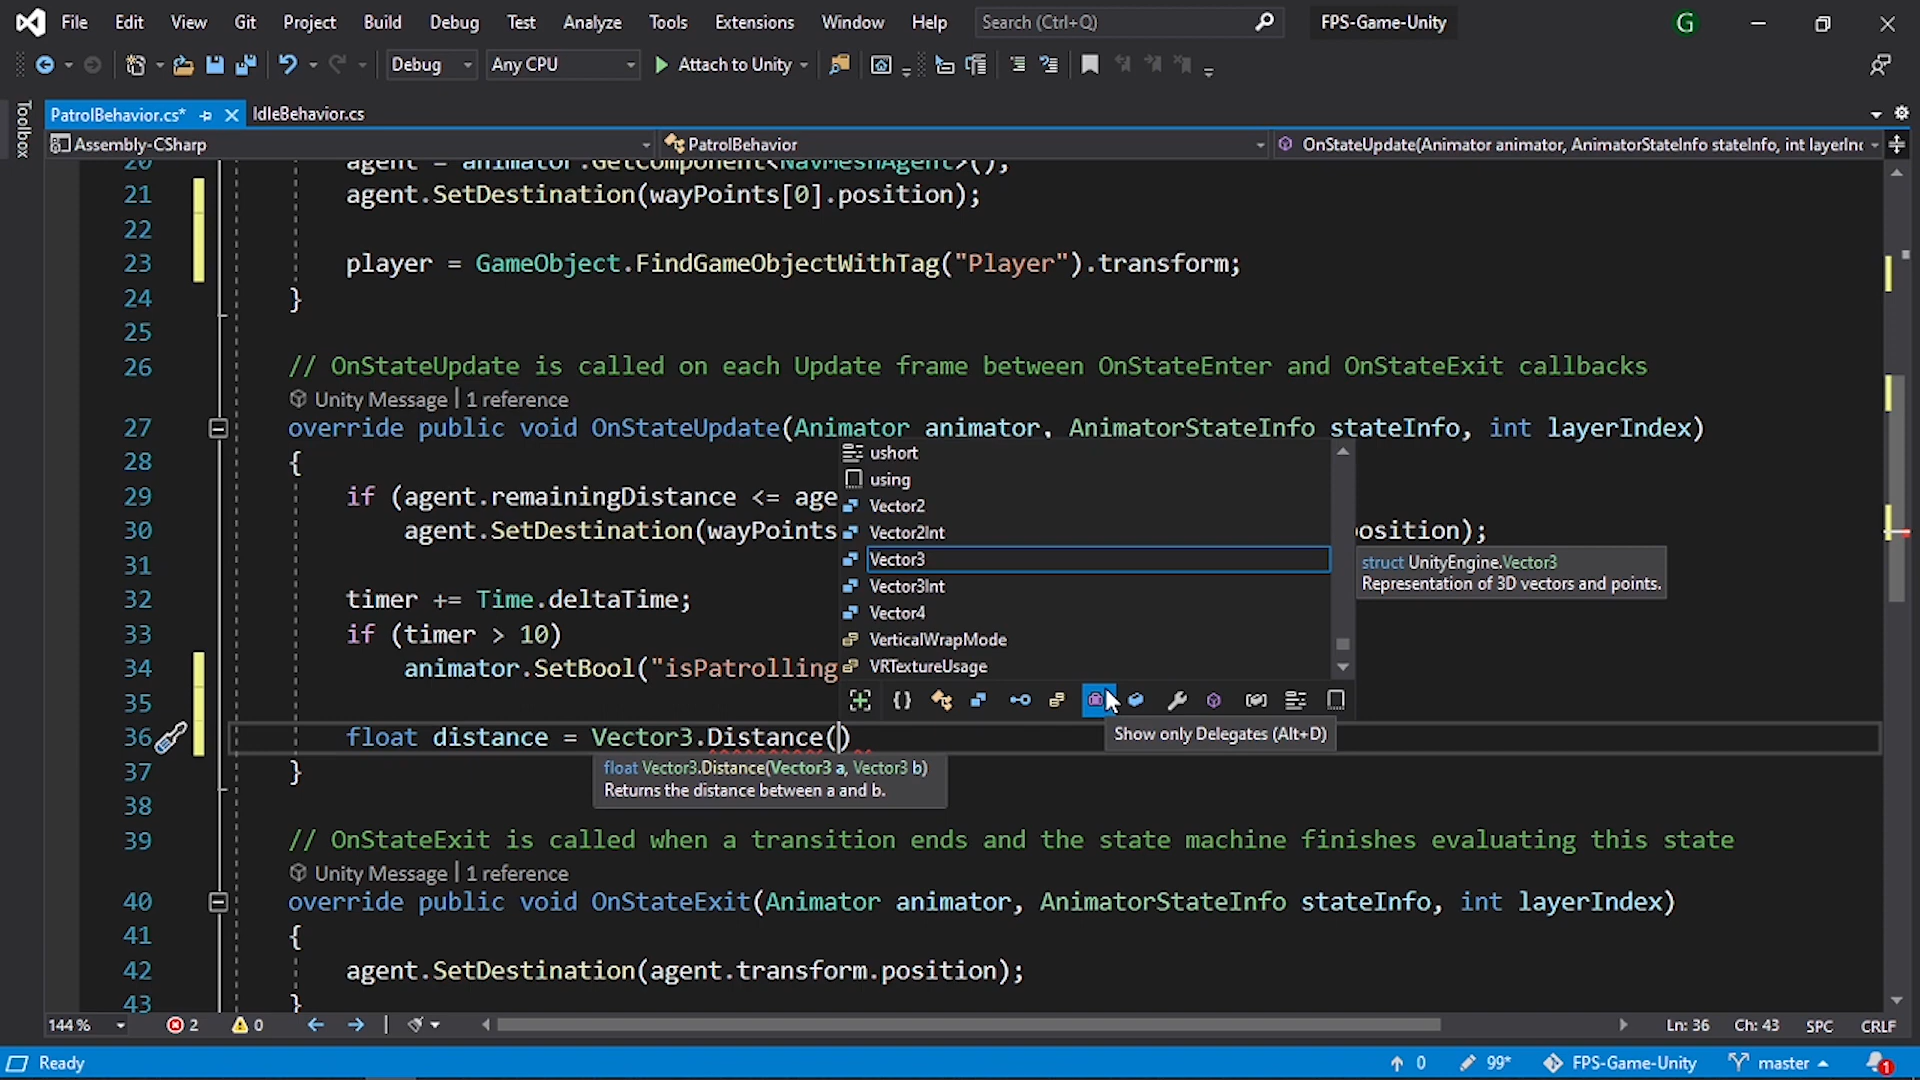 File Edit View Git Project Build Debug Test Analyze Tools Extensions Window Help Search (Ctrl+Q) FPS-Game-Unity G
Debug Any CPU Attach to Unity
Toolbox
PatrolBehavior.cs* IdleBehavior.cs
Assembly-CSharp PatrolBehavior OnStateUpdate(Animator animator, AnimatorStateInfo stateInfo, int layerInc
20 agent = animator.GetComponent<NavMeshAgent>();
21 agent.SetDestination(wayPoints[0].position);
22
23 player = GameObject.FindGameObjectWithTag("Player").transform;
24 }
25
26 // OnStateUpdate is called on each Update frame between OnStateEnter and OnStateExit callbacks
Unity Message | 1 reference
27 override public void OnStateUpdate(Animator animator, AnimatorStateInfo stateInfo, int layerIndex)
28 {
29 if (agent.remainingDistance <= age
30 agent.SetDestination(wayPoints osition);
31
32 timer += Time.deltaTime;
33 if (timer > 10)
34 animator.SetBool("isPatrolling
35
36 float distance = Vector3.Distance()
37 }
38
39 // OnStateExit is called when a transition ends and the state machine finishes evaluating this state
Unity Message | 1 reference
40 override public void OnStateExit(Animator animator, AnimatorStateInfo stateInfo, int layerIndex)
41 {
42 agent.SetDestination(agent.transform.position);
43 }
ushort
using
Vector2
Vector2Int
Vector3
Vector3Int
Vector4
VerticalWrapMode
VRTextureUsage
struct UnityEngine.Vector3
Representation of 3D vectors and points.
Show only Delegates (Alt+D)
float Vector3.Distance(Vector3 a, Vector3 b)
Returns the distance between a and b.
144 % 2 0 Ln: 36 Ch: 43 SPC CRLF
Ready 0 99* FPS-Game-Unity master 1